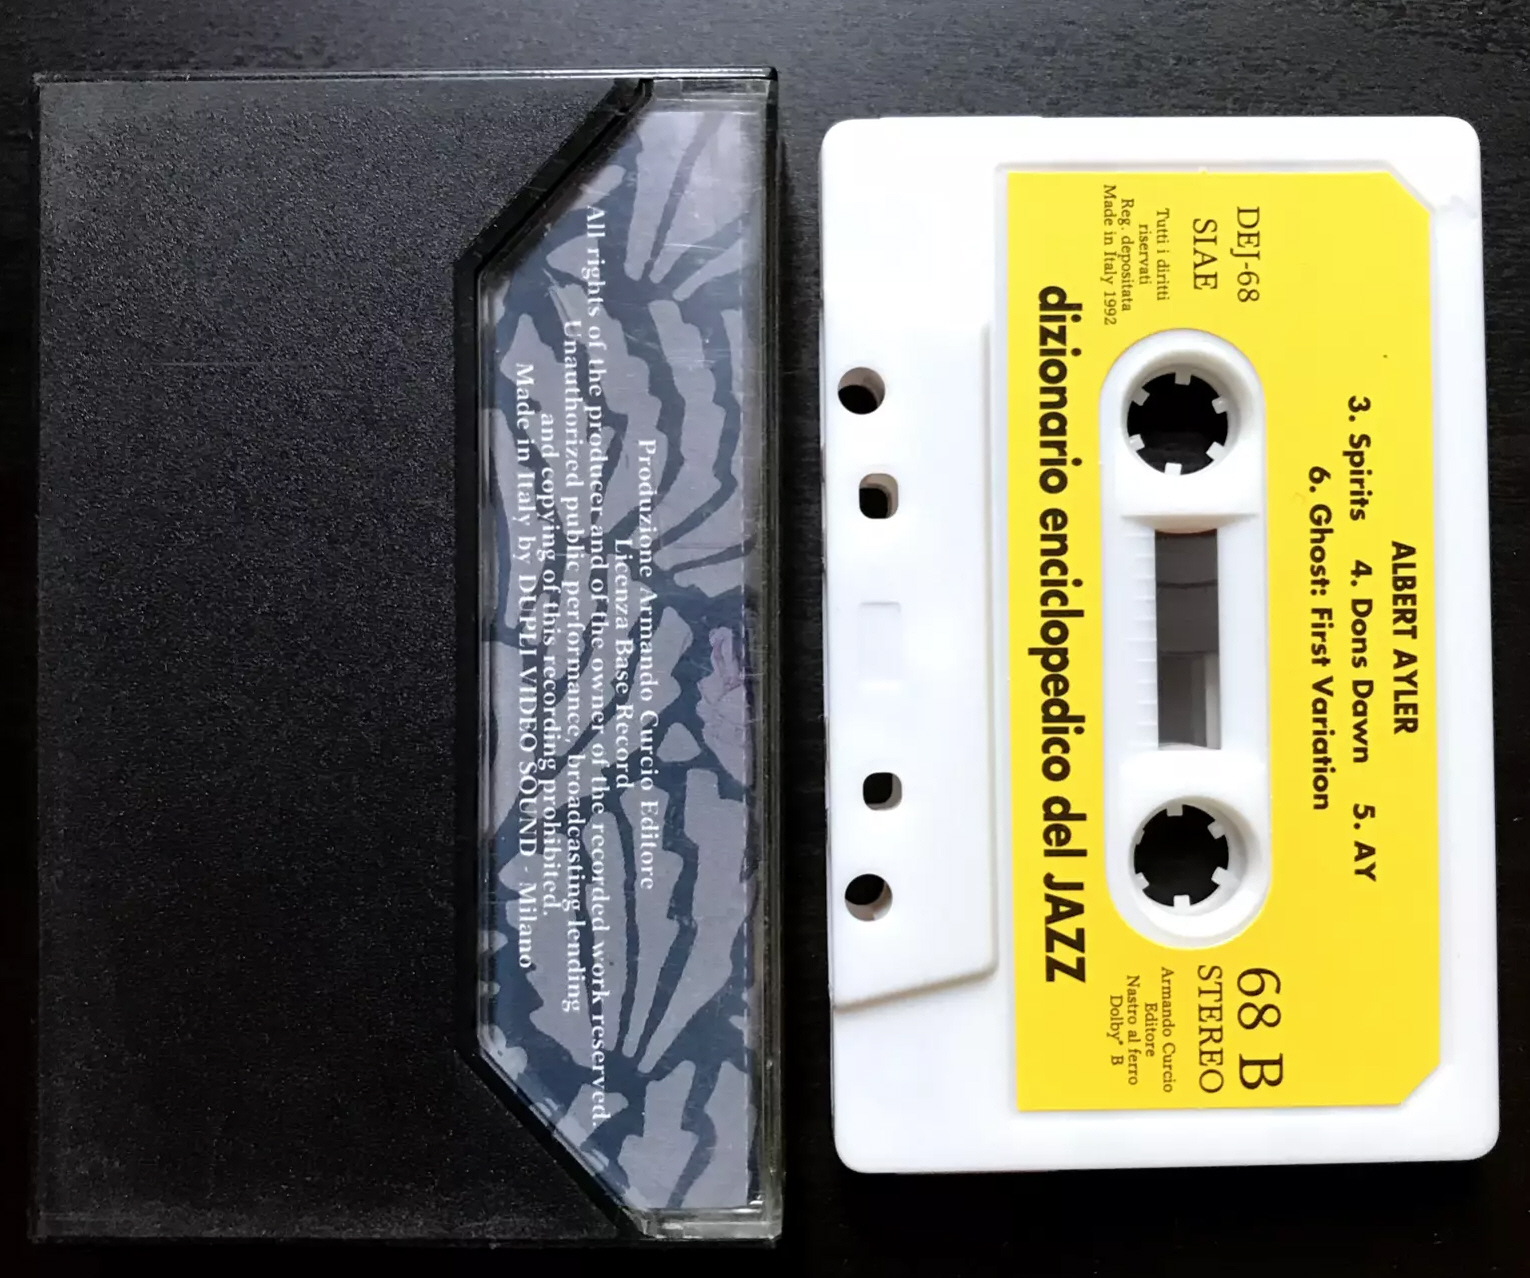 Produzione Armando Curcio Editore
Licenza Base Record
All rights of the producer and of the owner of the recorded work reserved.
Unauthorized public performance, broadcasting lending
and copying of this recording prohibited.
Made in Italy by DUPLI VIDEO SOUND - Milano
ALBERT AYLER
3. Spirits 4. Dons Dawn 5. AY
6. Ghost: First Variation
DEJ-68
SIAE
Tutti i diritti
riservati
Reg. depositata
Made in Italy 1992
68 B
STEREO
Armando Curcio
Editore
Nastro al ferro
Dolby® B
dizionario enciclopedico del JAZZ